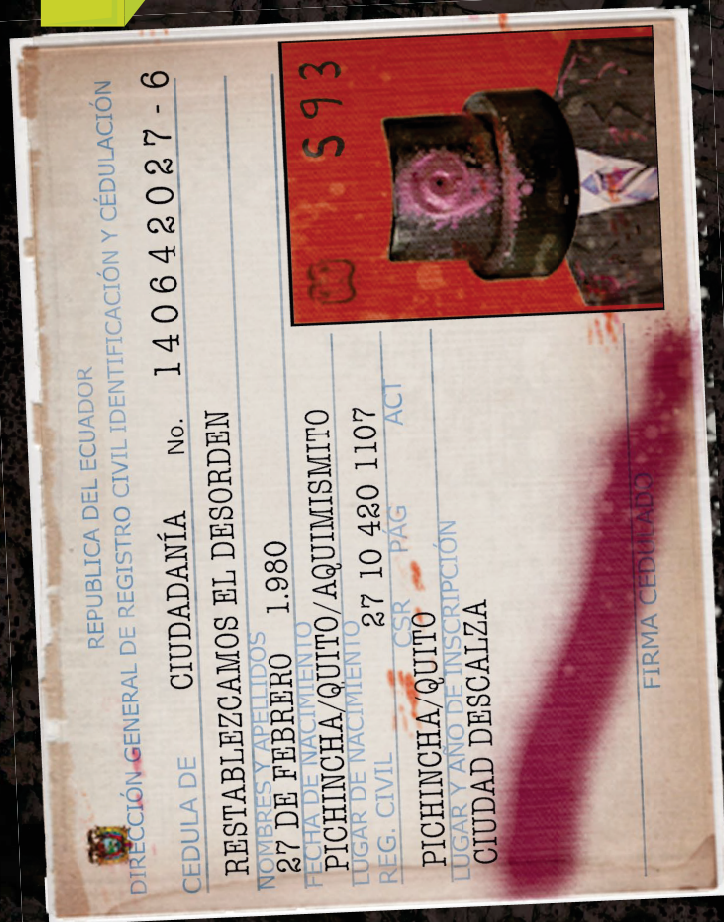 REPUBLICA DEL ECUADOR
DIRECCIÓN GENERAL DE REGISTRO CIVIL IDENTIFICACIÓN Y CÉDULACIÓN
CEDULA DE CIUDADANÍA No. 140642027-6
RESTABLEZCAMOS EL DESORDEN
NOMBRES Y APELLIDOS
27 DE FEBRERO 1.980
FECHA DE NACIMIENTO
PICHINCHA/QUITO/AQUIMISMITO
LUGAR DE NACIMIENTO
27 10 420 1107
REG. CIVIL CSR PÁG ACT
PICHINCHA/QUITO
LUGAR Y AÑO DE INSCRIPCIÓN
CIUDAD DESCALZA
FIRMA CEDULADO
593